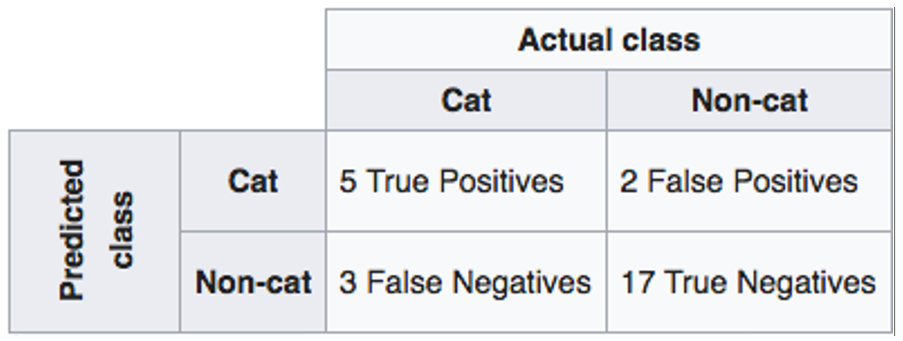 Actual class
Cat
Non-cat
Predicted
class
Cat
5 True Positives
2 False Positives
Non-cat
3 False Negatives
17 True Negatives